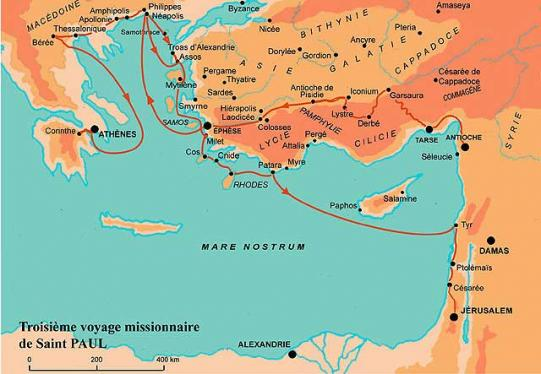 MACÉDOINE
Amphipolis
Philippes
Apollonie
Néapolis
Thessalonique
Bérée
Samothrace
Byzance
Nicée
BITHYNIE
Amaseya
Pteria
Ancyre
Gordion
Dorylée
GALATIE
CAPPADOCE
ASIE
Troas d'Alexandrie
Assos
Mytilène
Pergame
Thyatire
Sardes
Smyrne
SAMOS
ÉPHÈSE
Milet
Hiérapolis
Laodicée
Colosses
Antioche de
Pisidie
Iconium
Lystre
Derbé
Garsaura
Césarée de
Cappadoce
COMMAGÈNE
PAMPHYLIE
Pergé
Attalia
LYCIE
CILICIE
TARSE
ANTIOCHE
SYRIE
Séleucie
Corinthe
ATHÈNES
Cos
Cnide
RHODES
Patara
Myre
Paphos
Salamine
MARE NOSTRUM
Tyr
DAMAS
Ptolémaïs
Césarée
JÉRUSALEM
ALEXANDRIE
Troisième voyage missionnaire
de Saint PAUL
0 200 400 KM